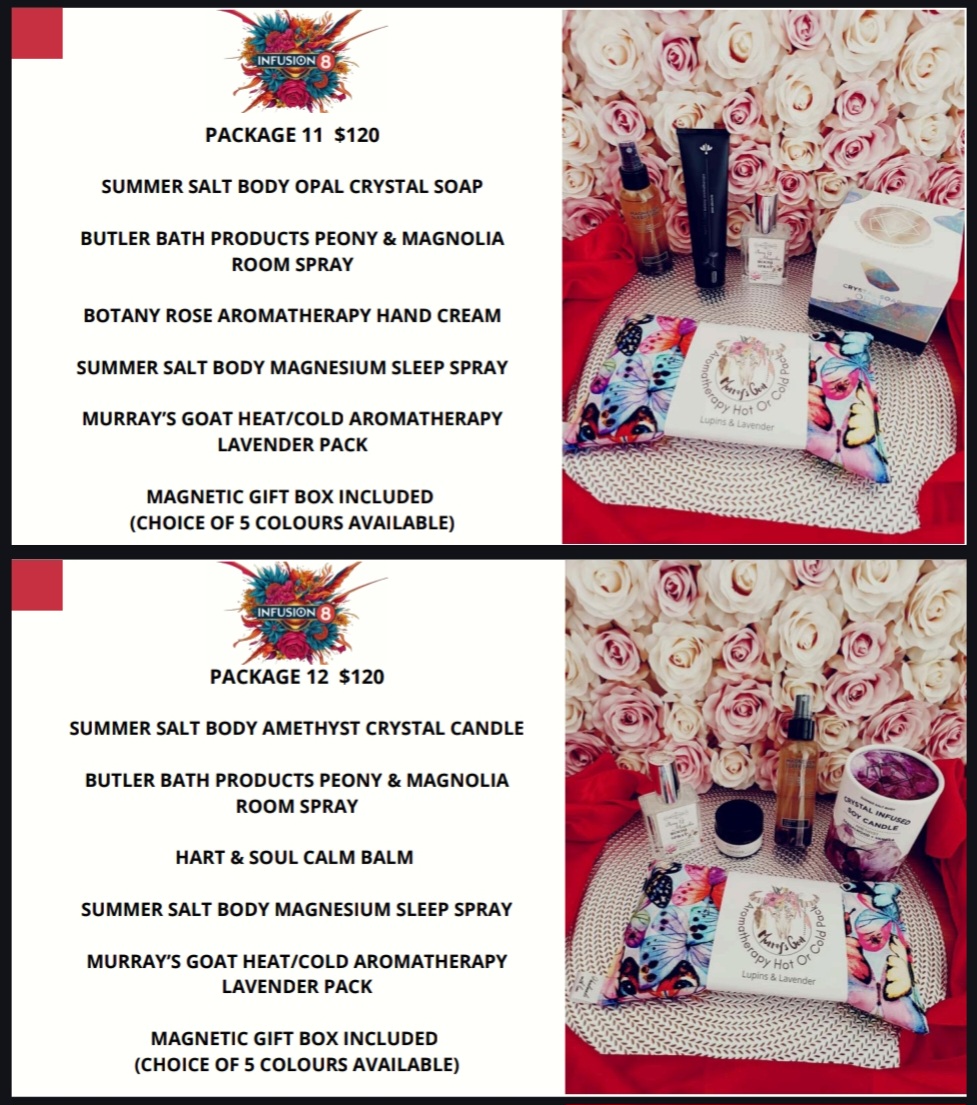 INFUSION 8
PACKAGE 11 $120
SUMMER SALT BODY OPAL CRYSTAL SOAP
BUTLER BATH PRODUCTS PEONY & MAGNOLIA
ROOM SPRAY
BOTANY ROSE AROMATHERAPY HAND CREAM
SUMMER SALT BODY MAGNESIUM SLEEP SPRAY
MURRAY'S GOAT HEAT/COLD AROMATHERAPY
LAVENDER PACK
MAGNETIC GIFT BOX INCLUDED
(CHOICE OF 5 COLOURS AVAILABLE)
Murray's Goat
Aromatherapy Hot Or Cold Packs
Lupins & Lavender
INFUSION 8
PACKAGE 12 $120
SUMMER SALT BODY AMETHYST CRYSTAL CANDLE
BUTLER BATH PRODUCTS PEONY & MAGNOLIA
ROOM SPRAY
HART & SOUL CALM BALM
SUMMER SALT BODY MAGNESIUM SLEEP SPRAY
MURRAY'S GOAT HEAT/COLD AROMATHERAPY
LAVENDER PACK
MAGNETIC GIFT BOX INCLUDED
(CHOICE OF 5 COLOURS AVAILABLE)
CRYSTAL INFUSED
SOY CANDLE
Murray's Goat
Aromatherapy Hot Or Cold Packs
Lupins & Lavender